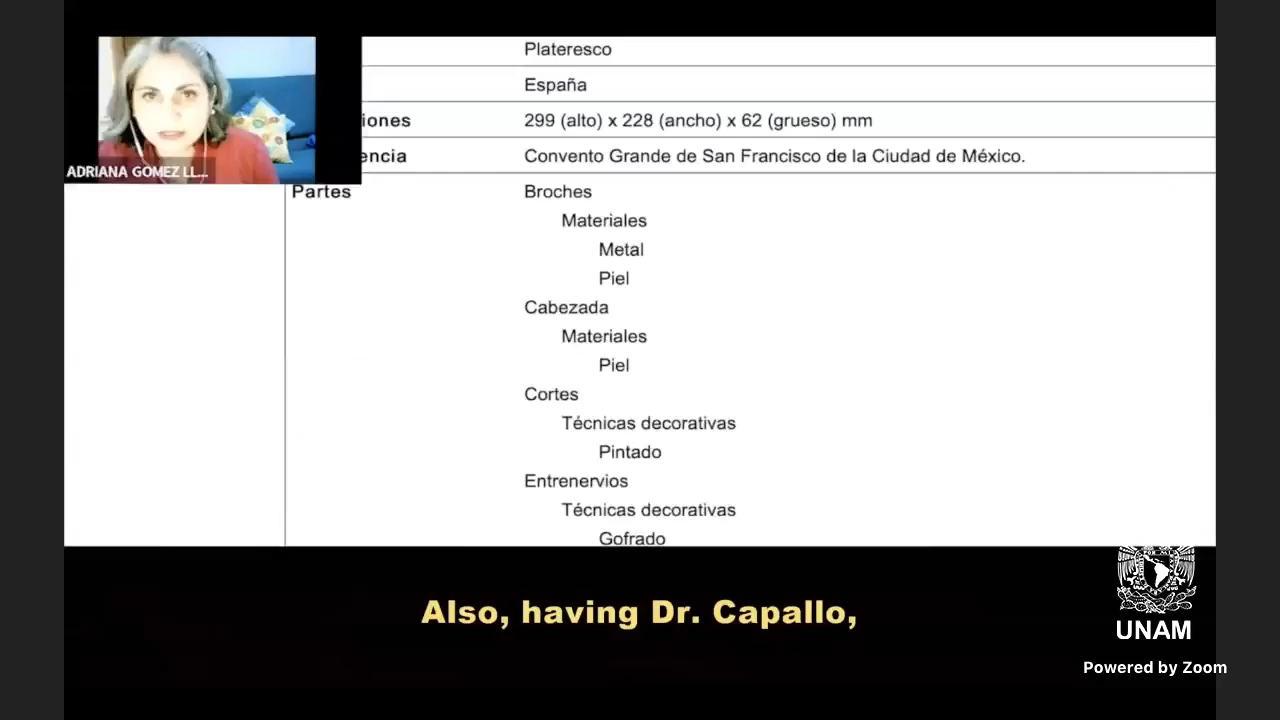 Plateresco
España
iones 299 (alto) x 228 (ancho) x 62 (grueso) mm
encia Convento Grande de San Francisco de la Ciudad de México.
ADRIANA GOMEZ LL...
Partes Broches
Materiales
Metal
Piel
Cabezada
Materiales
Piel
Cortes
Técnicas decorativas
Pintado
Entrenervios
Técnicas decorativas
Gofrado
Also, having Dr. Capallo,
UNAM
Powered by Zoom